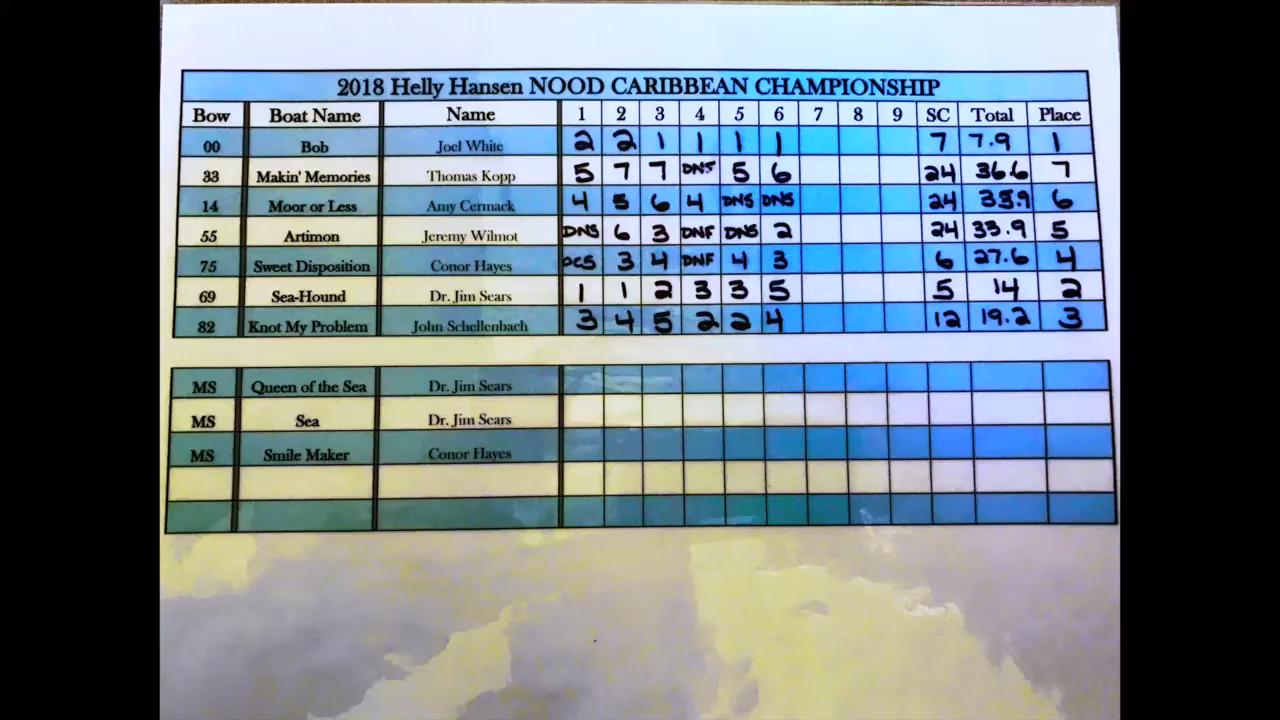 2018 Helly Hansen NOOD CARIBBEAN CHAMPIONSHIP
Bow Boat Name Name 1 2 3 4 5 6 7 8 9 SC Total Place
00 Bob Joel White 2 2 1 1 1 1 7 7.9 1
33 Makin' Memories Thomas Kopp 5 7 7 DNS 5 6 24 36.6 7
14 Moor or Less Amy Cermack 4 5 6 4 DNS DNS 24 6
55 Artimon Jeremy Wilmot DNS 6 3 DNF DNS 2 24 33.9 5
75 Sweet Disposition Conor Hayes OCS 3 4 DNF 4 3 6 27.6 4
69 Sea-Hound Dr. Jim Sears 1 1 2 3 3 5 5 14 2
82 Knot My Problem John Schellenbach 3 4 5 2 2 4 12 19.2 3
MS Queen of the Sea Dr. Jim Sears
MS Sea Dr. Jim Sears
MS Smile Maker Conor Hayes